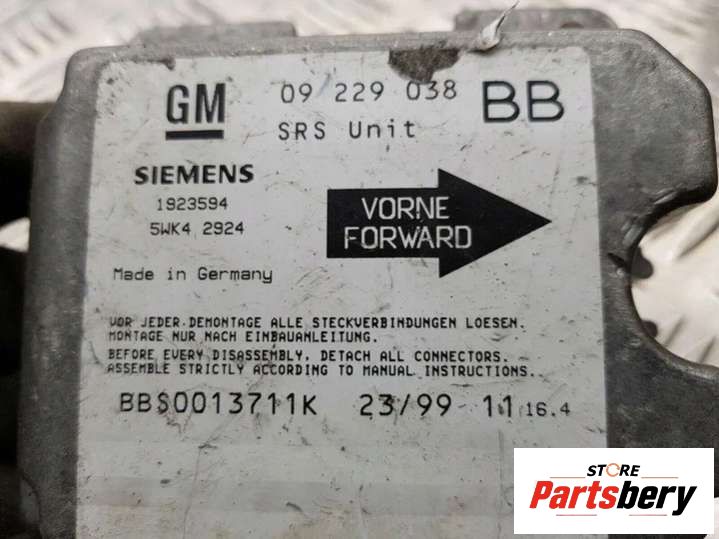 GM 09 229 038 BB
SRS Unit
SIEMENS
1923594
5WK4 2924
VORNE
FORWARD
Made in Germany
VOR JEDER DEMONTAGE ALLE STECKVERBINDUNGEN LOESEN.
MONTAGE NUR NACH EINBAUANLEITUNG.
BEFORE EVERY DISASSEMBLY, DETACH ALL CONNECTORS.
ASSEMBLE STRICTLY ACCORDING TO MANUAL INSTRUCTIONS.
BBS0013711K 23/99 11 16.4
STORE
Partsbery